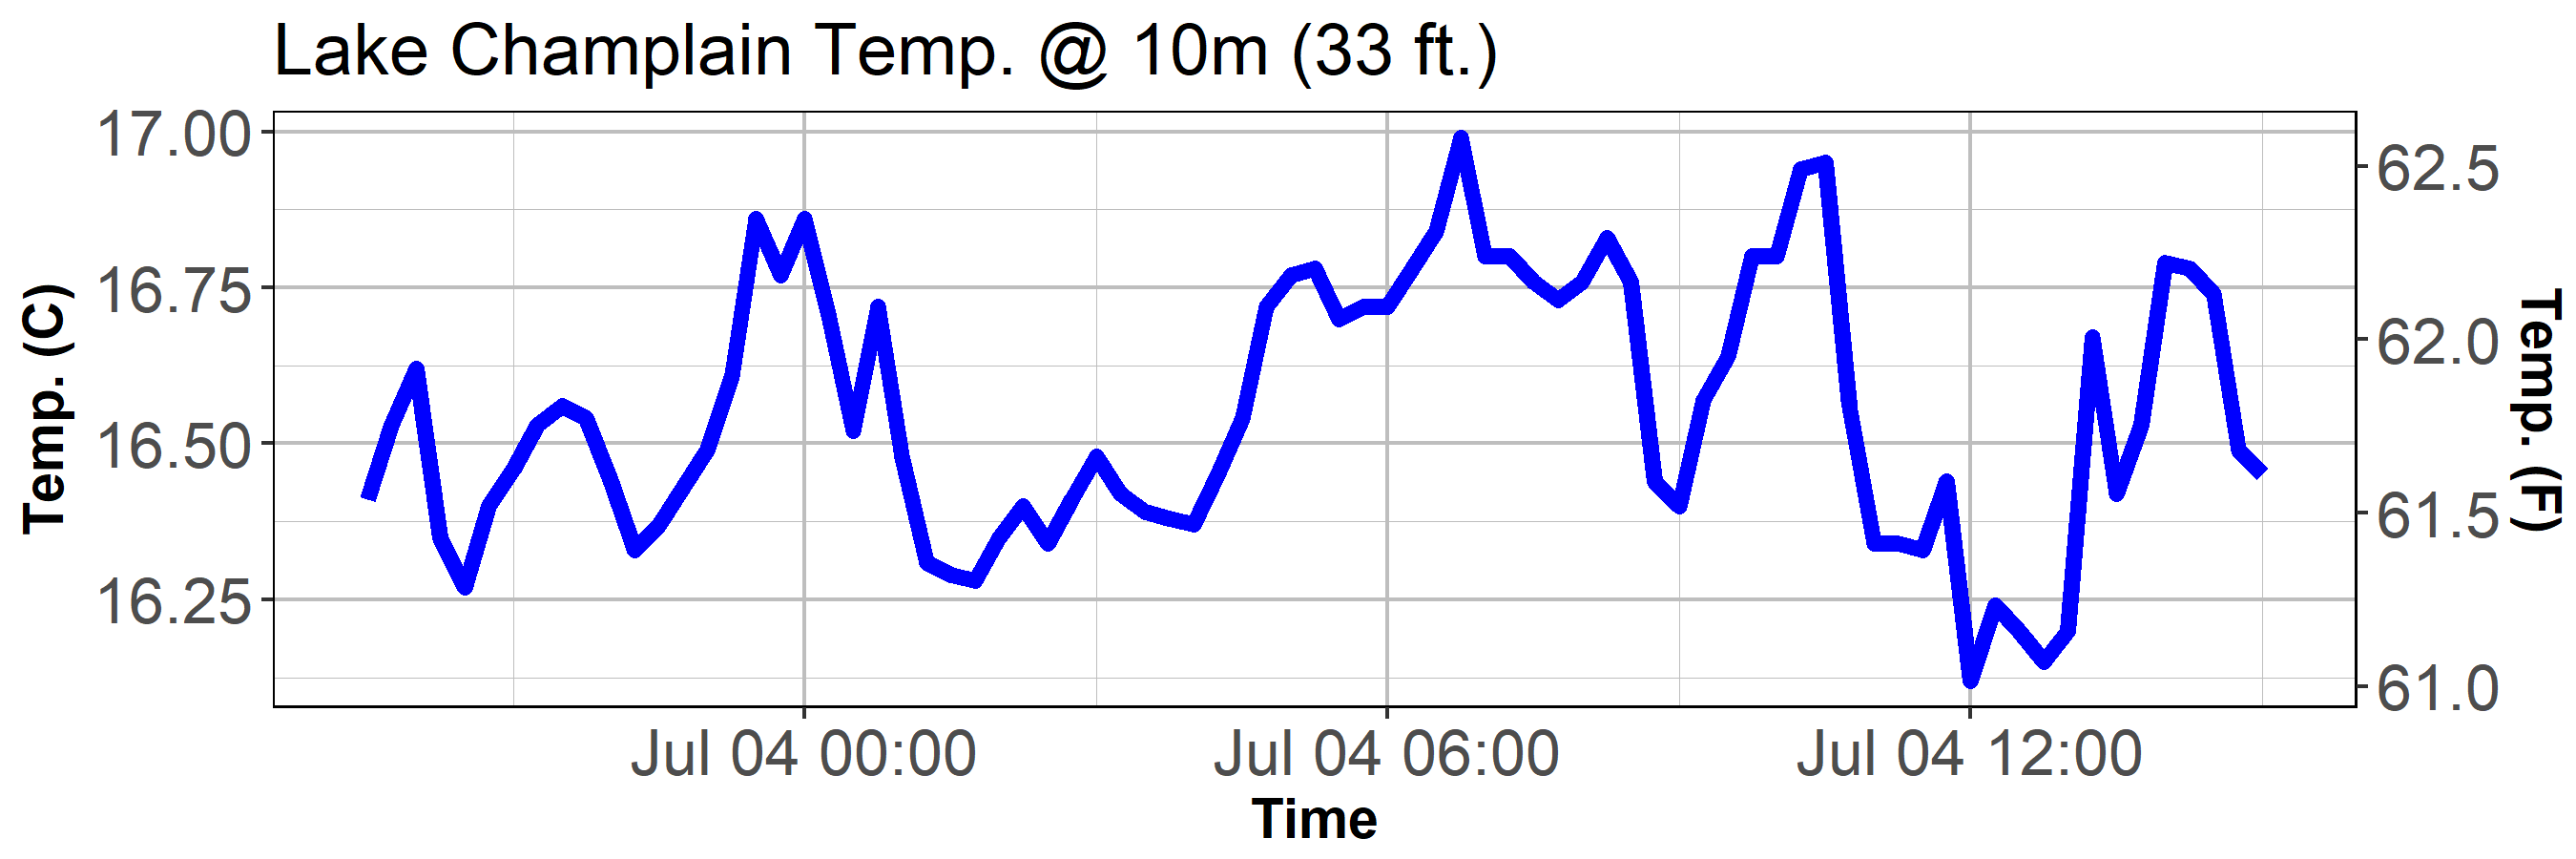 Lake Champlain Temp. @ 10m (33 ft.)
17.00
16.75
16.50
16.25
Temp. (C)
62.5
62.0
61.5
61.0
Temp. (F)
Jul 04 00:00
Jul 04 06:00
Jul 04 12:00
Time